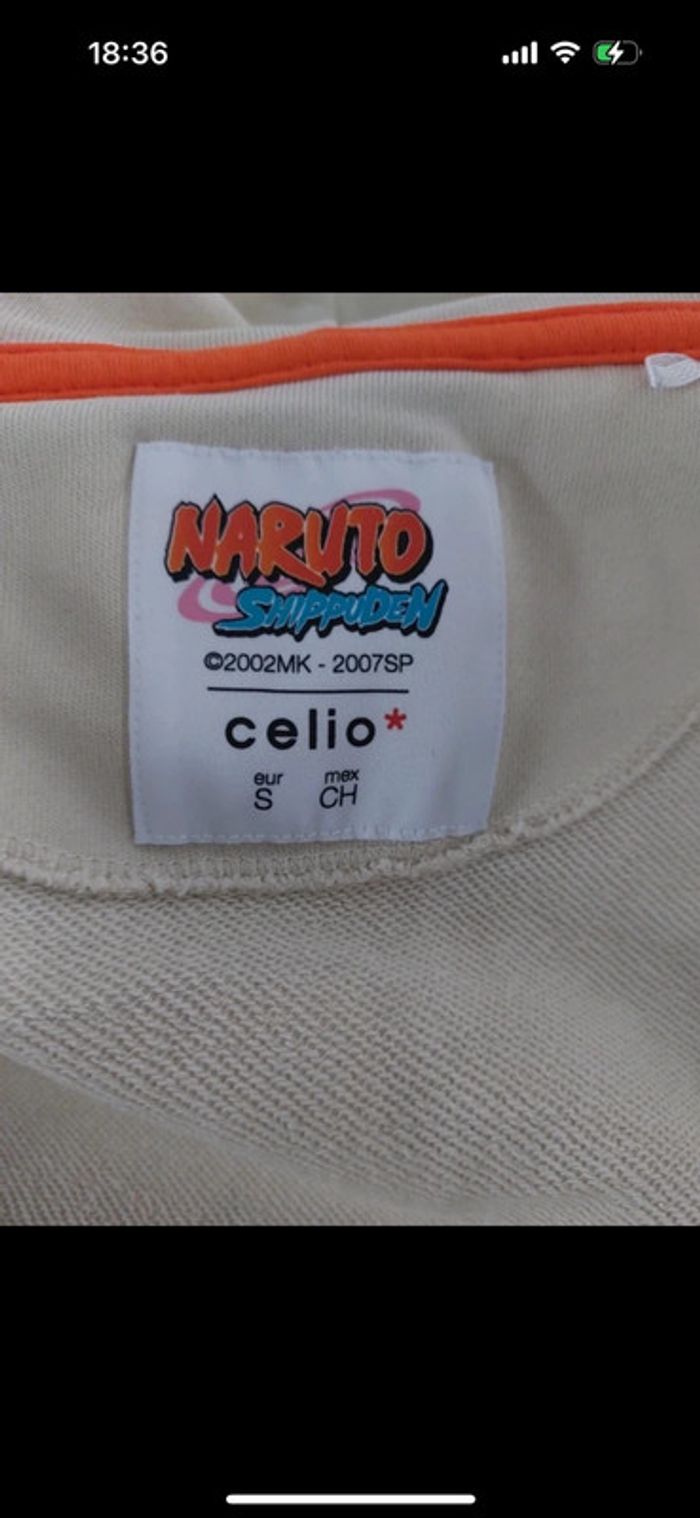 18:36
NARUTO
SHIPPUDEN
©2002MK - 2007SP
celio*
eur mex
S CH